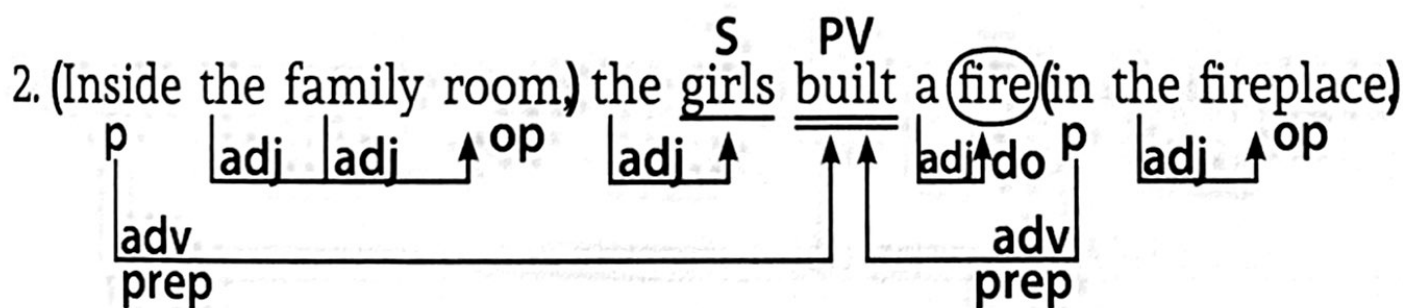 S PV
2. (Inside the family room,) the girls built a fire (in the fireplace,)
p adj adj op adj adj do p adj op
adv adv
prep prep